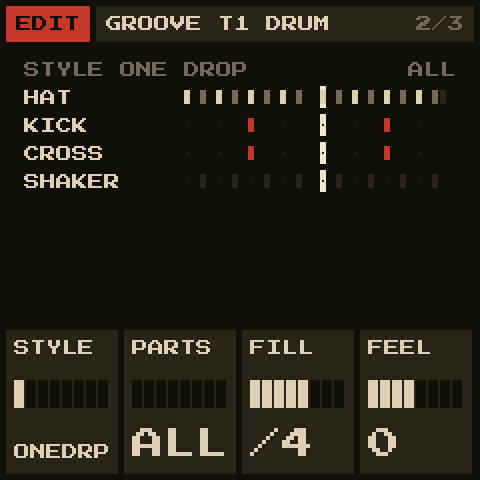 EDIT GROOVE T1 DRUM 2/3
STYLE ONE DROP ALL
HAT
KICK
CROSS
SHAKER
STYLE PARTS FILL FEEL
ONEDRP ALL /4 0